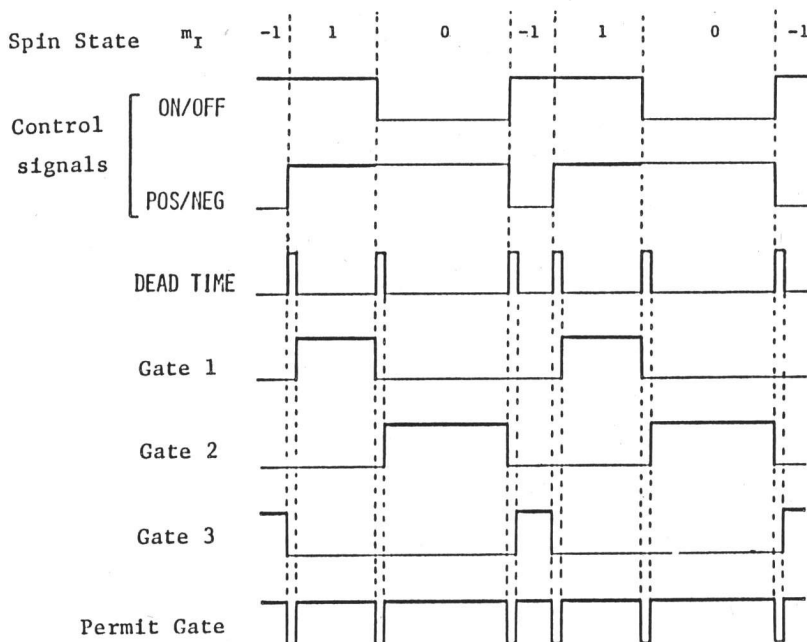 Spin State mI -1 1 0 -1 1 0 -1
ON/OFF
Control
signals
POS/NEG
DEAD TIME
Gate 1
Gate 2
Gate 3
Permit Gate